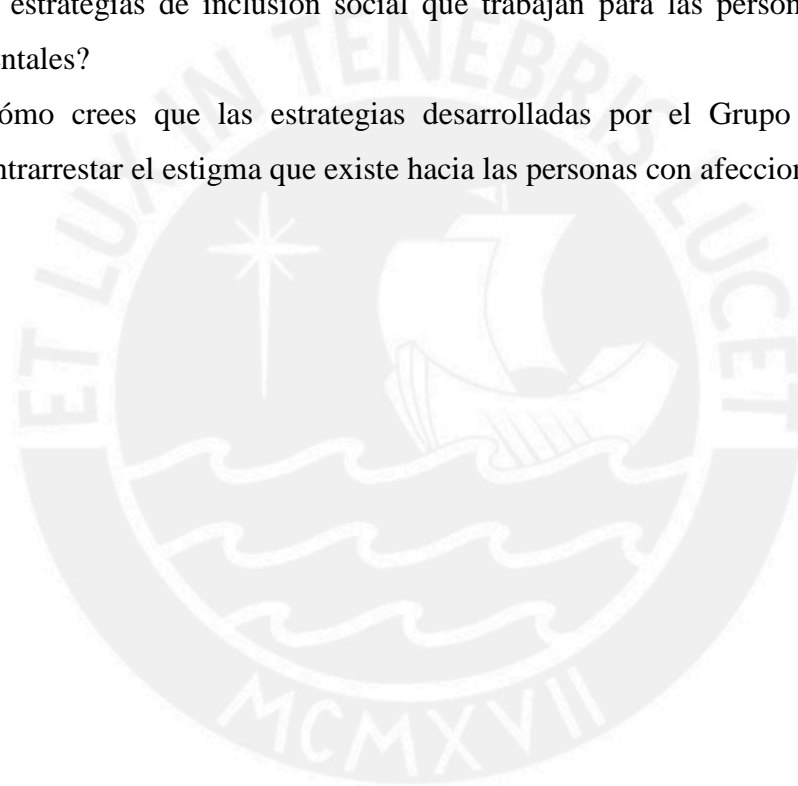 estrategias de inclusión social que trabajan para las person
entales?
ómo crees que las estrategias desarrolladas por el Grupo
ntrarrestar el estigma que existe hacia las personas con afeccion
ET LUX IN TENEBRIS LUCET
MCMXVII